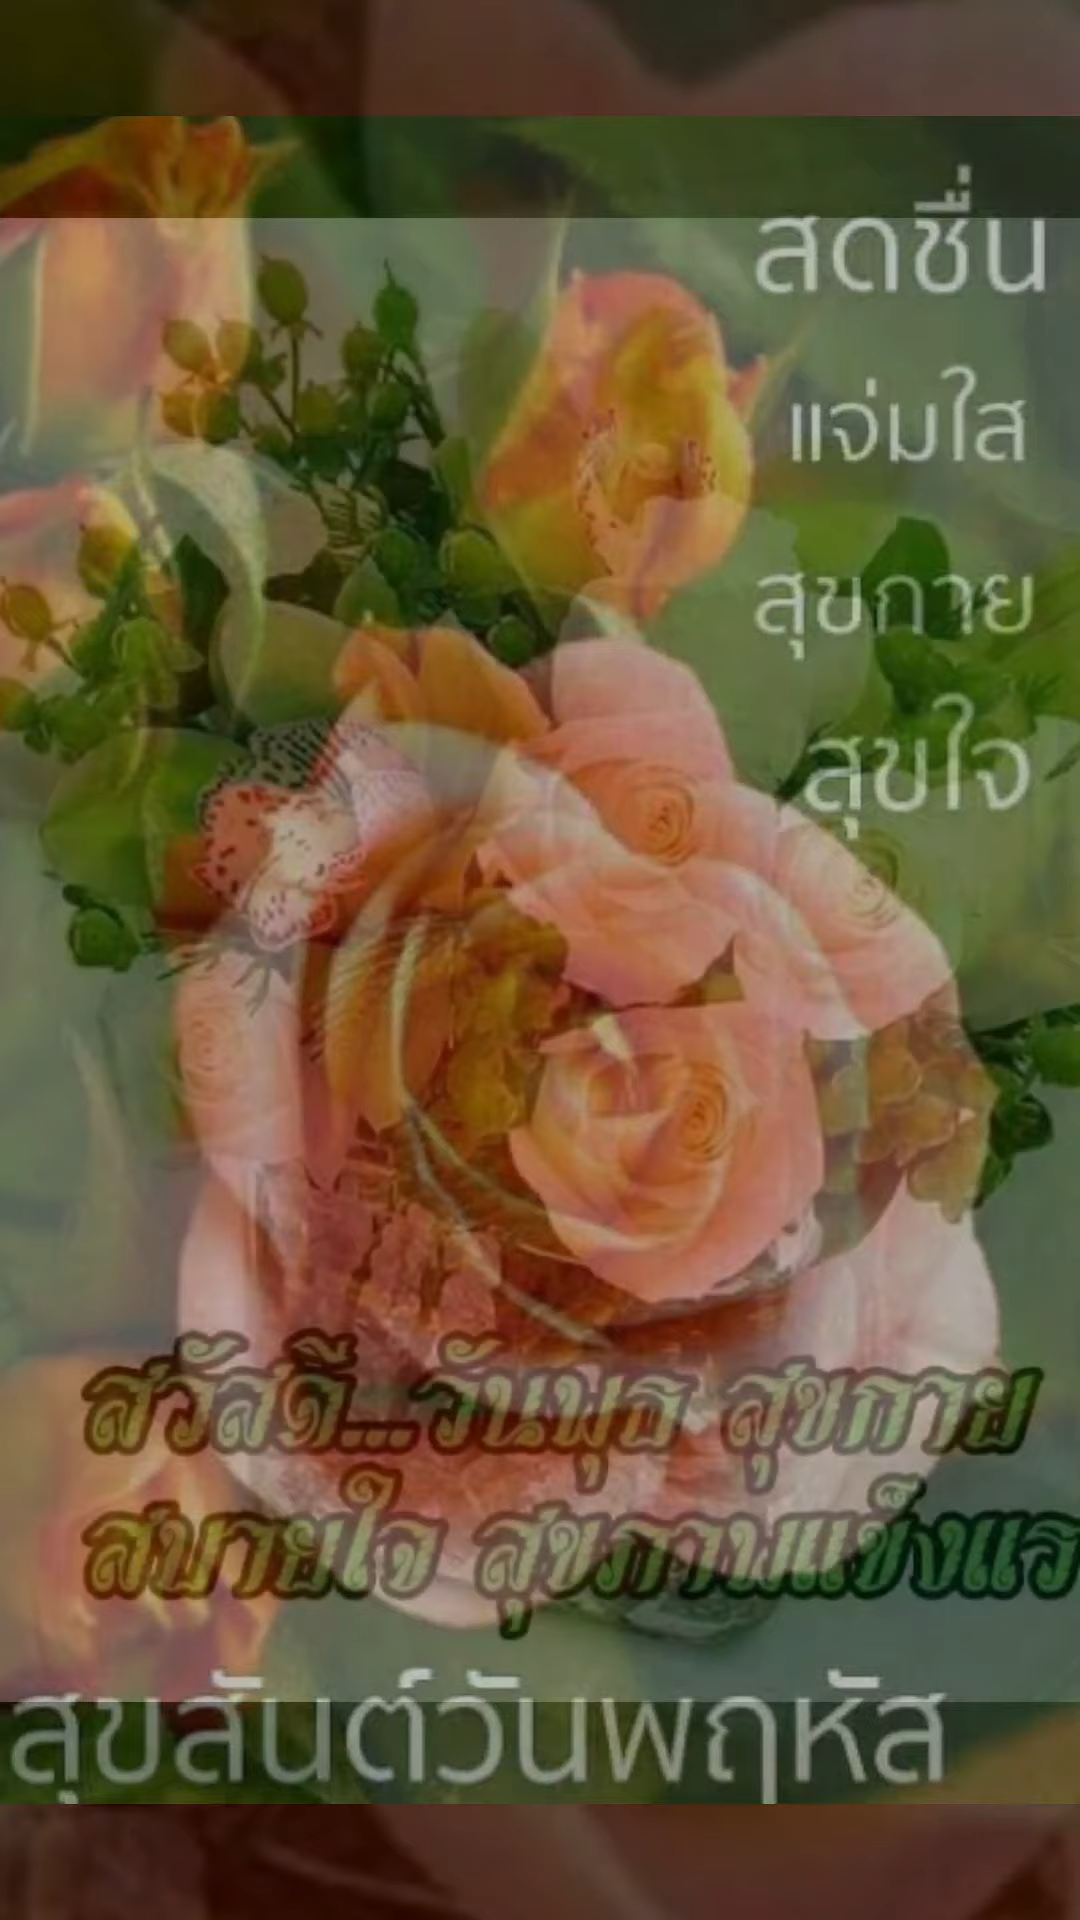 สดชื่น
แจ่มใส
สุขกาย
สุขใจ
สวัสดี...วันพุธ สุขกาย
สบายใจ สุขภาพแข็งแร
สุขสันต์วันพฤหัส